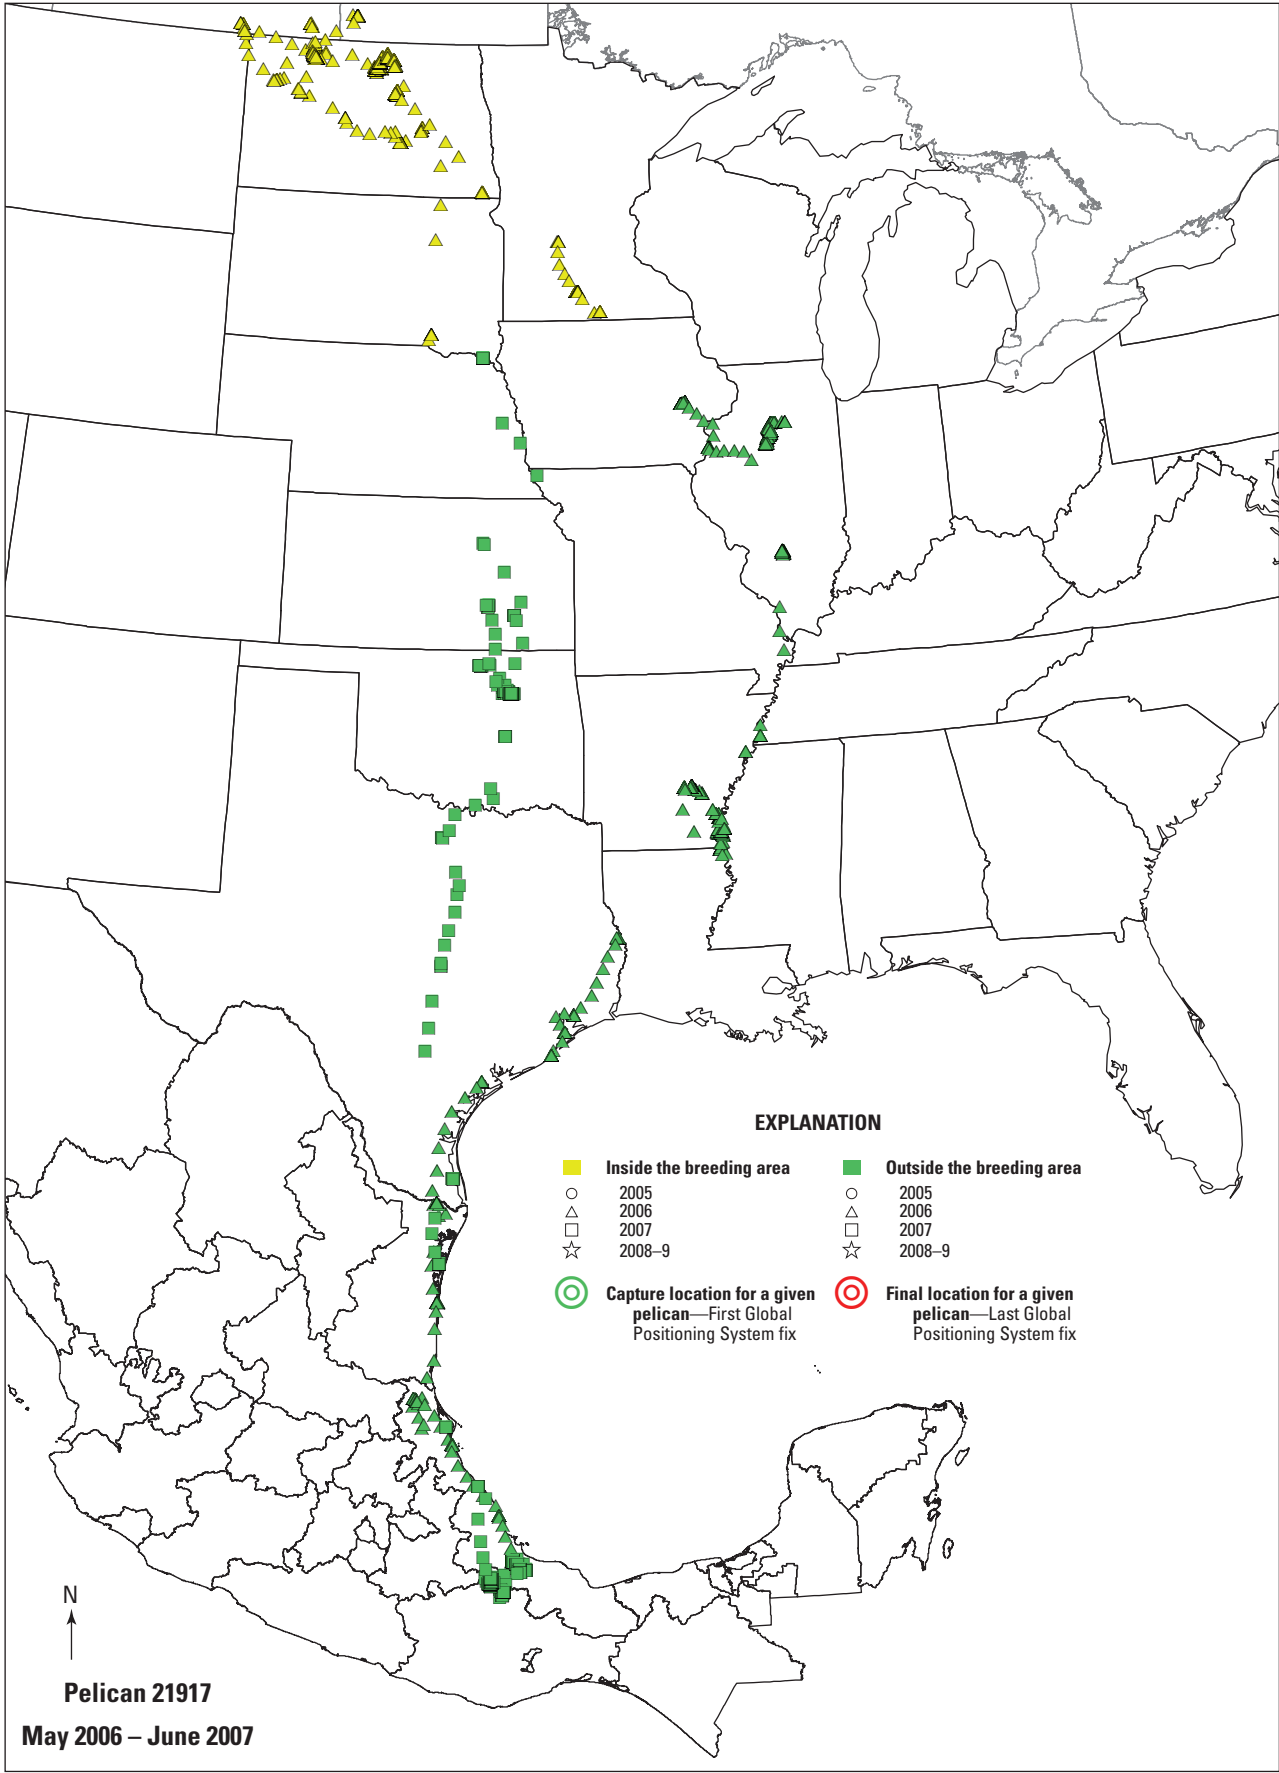 EXPLANATION
Inside the breeding area
2005
2006
2007
2008–9
Capture location for a given
pelican—First Global
Positioning System fix
Outside the breeding area
2005
2006
2007
2008–9
Final location for a given
pelican—Last Global
Positioning System fix
N
Pelican 21917
May 2006 – June 2007